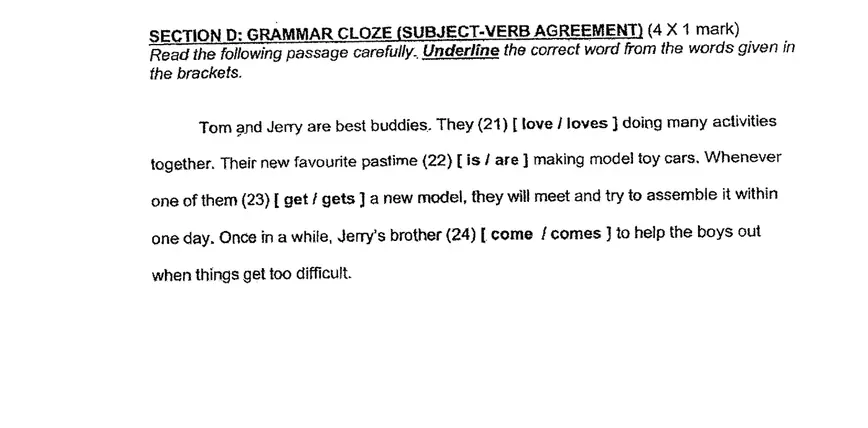 SECTION D: GRAMMAR CLOZE (SUBJECT-VERB AGREEMENT) (4 X 1 mark)
Read the following passage carefully. Underline the correct word from the words given in
the brackets.
Tom and Jerry are best buddies. They (21) [ love / loves ] doing many activities
together. Their new favourite pastime (22) [ is / are ] making model toy cars. Whenever
one of them (23) [ get / gets ] a new model, they will meet and try to assemble it within
one day. Once in a while, Jerry's brother (24) [ come / comes ] to help the boys out
when things get too difficult.